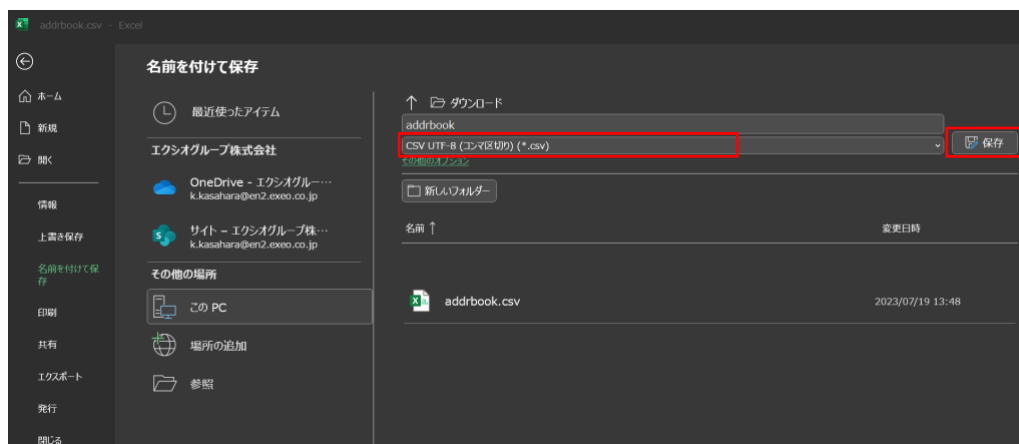 addrbook.csv - Excel
名前を付けて保存
ホーム
新規
開く
情報
上書き保存
名前を付けて保
存
印刷
共有
エクスポート
発行
閉じる
最近使ったアイテム
エクシオグループ株式会社
OneDrive - エクシオグルー…
k.kasahara@en2.exeo.co.jp
サイト - エクシオグループ株…
k.kasahara@en2.exeo.co.jp
その他の場所
この PC
場所の追加
参照
↑ ダウンロード
addrbook
CSV UTF-8 (コンマ区切り) (*.csv)
保存
その他のオプション
新しいフォルダー
名前 ↑ 変更日時
addrbook.csv 2023/07/19 13:48